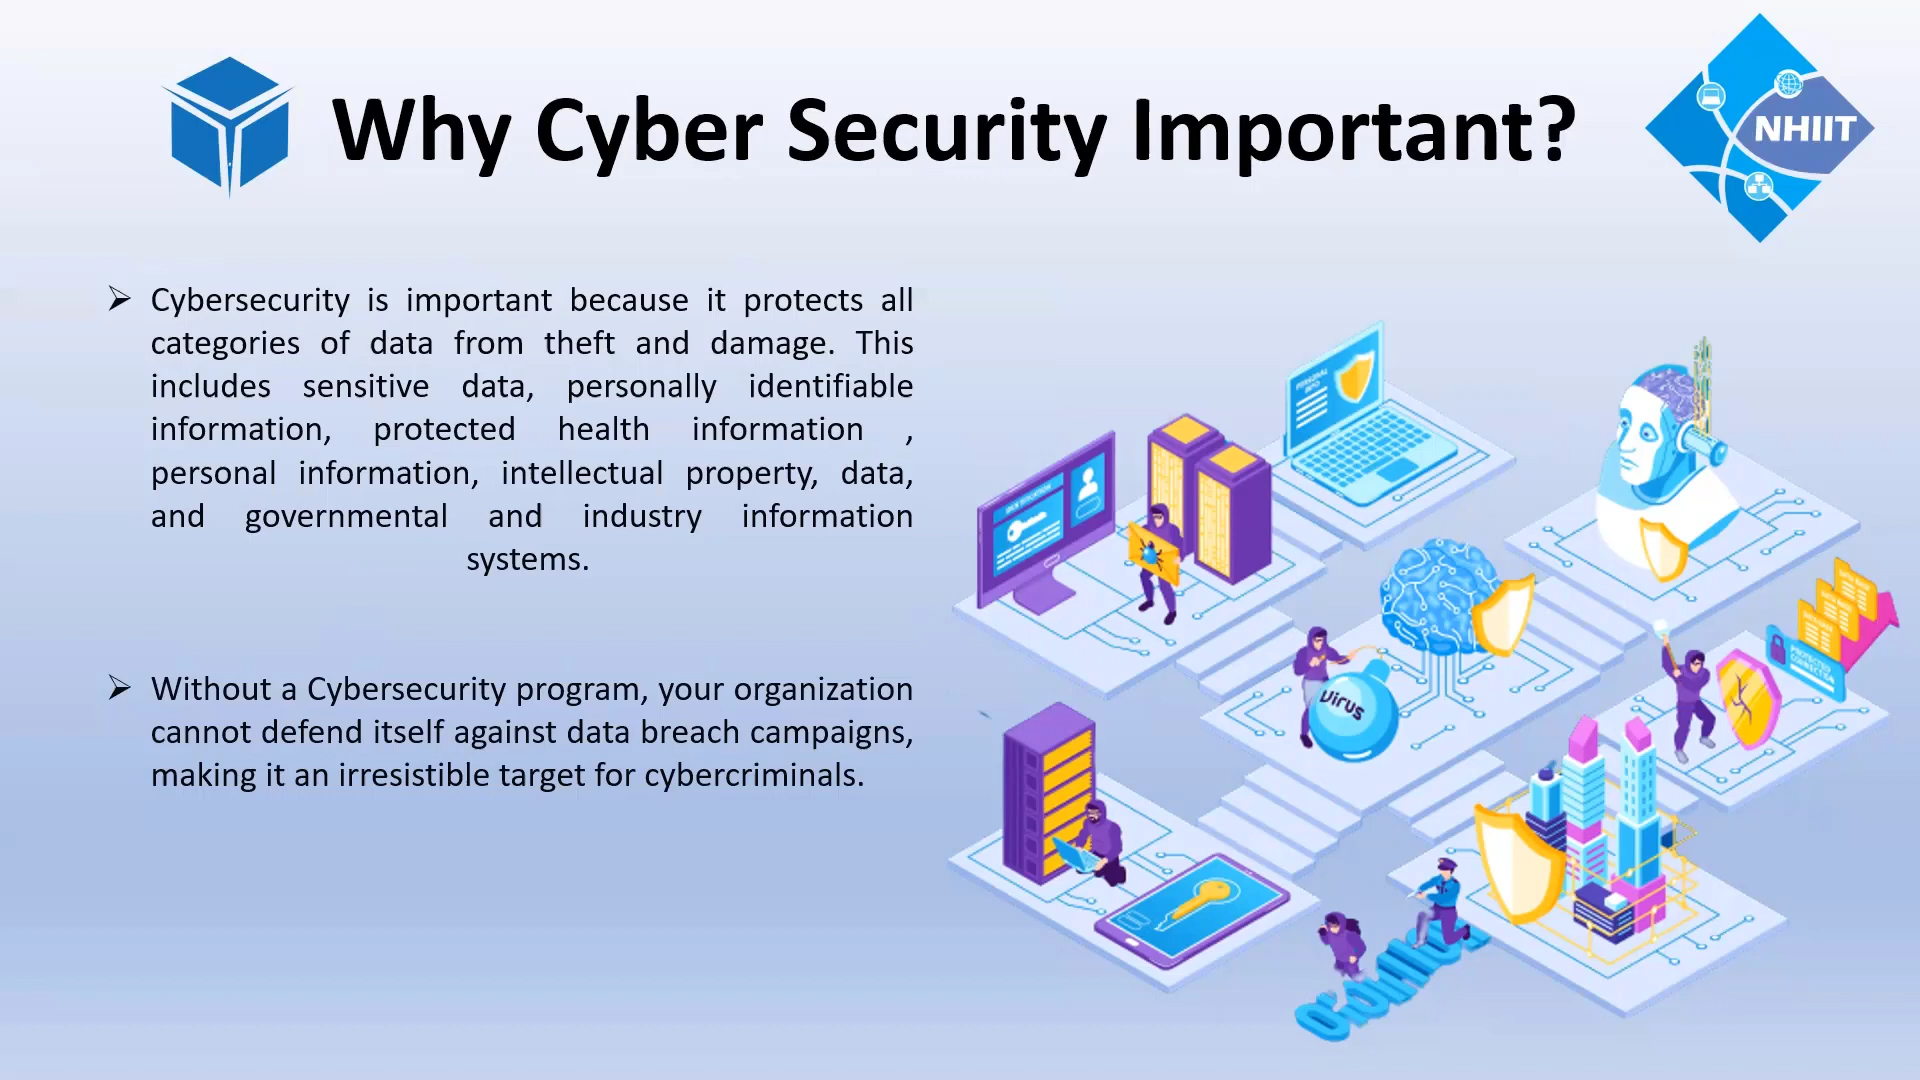 Why Cyber Security Important?
NHIIT
Cybersecurity is important because it protects all
categories of data from theft and damage. This
includes sensitive data, personally identifiable
information, protected health information ,
personal information, intellectual property, data,
and governmental and industry information
systems.
Without a Cybersecurity program, your organization
cannot defend itself against data breach campaigns,
making it an irresistible target for cybercriminals.
PERSONAL
INFO
Virus